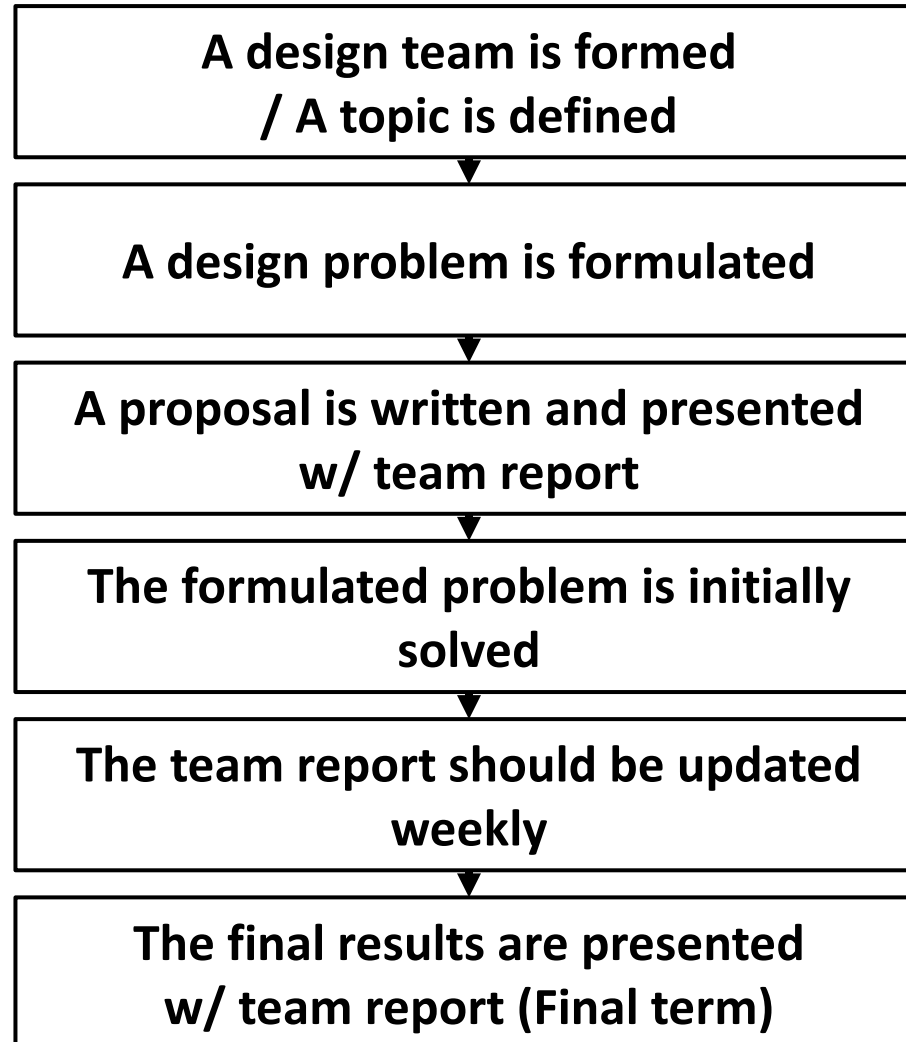 A design team is formed
/ A topic is defined
A design problem is formulated
A proposal is written and presented
w/ team report
The formulated problem is initially
solved
The team report should be updated
weekly
The final results are presented
w/ team report (Final term)